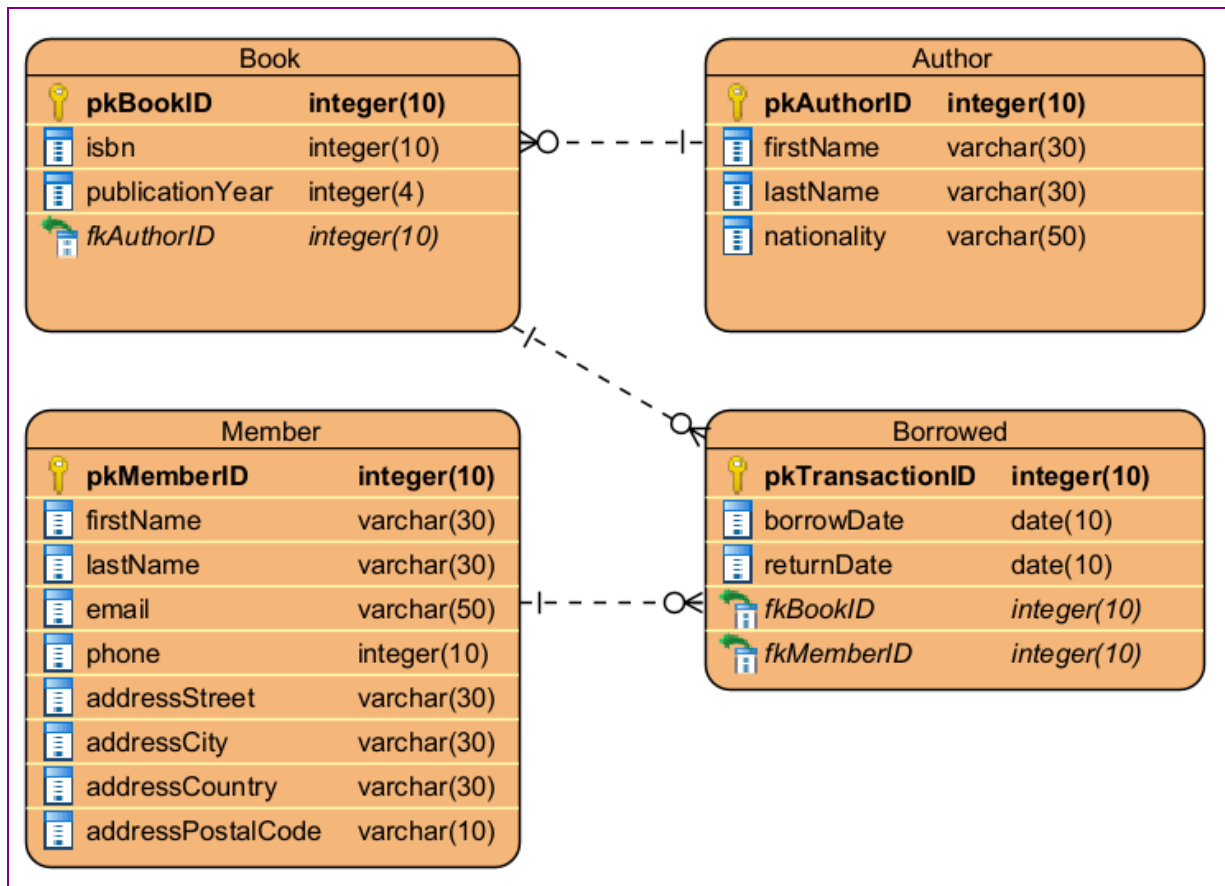 Book
pkBookID integer(10)
isbn integer(10)
publicationYear integer(4)
fkAuthorID integer(10)
Author
pkAuthorID integer(10)
firstName varchar(30)
lastName varchar(30)
nationality varchar(50)
Member
pkMemberID integer(10)
firstName varchar(30)
lastName varchar(30)
email varchar(50)
phone integer(10)
addressStreet varchar(30)
addressCity varchar(30)
addressCountry varchar(30)
addressPostalCode varchar(10)
Borrowed
pkTransactionID integer(10)
borrowDate date(10)
returnDate date(10)
fkBookID integer(10)
fkMemberID integer(10)